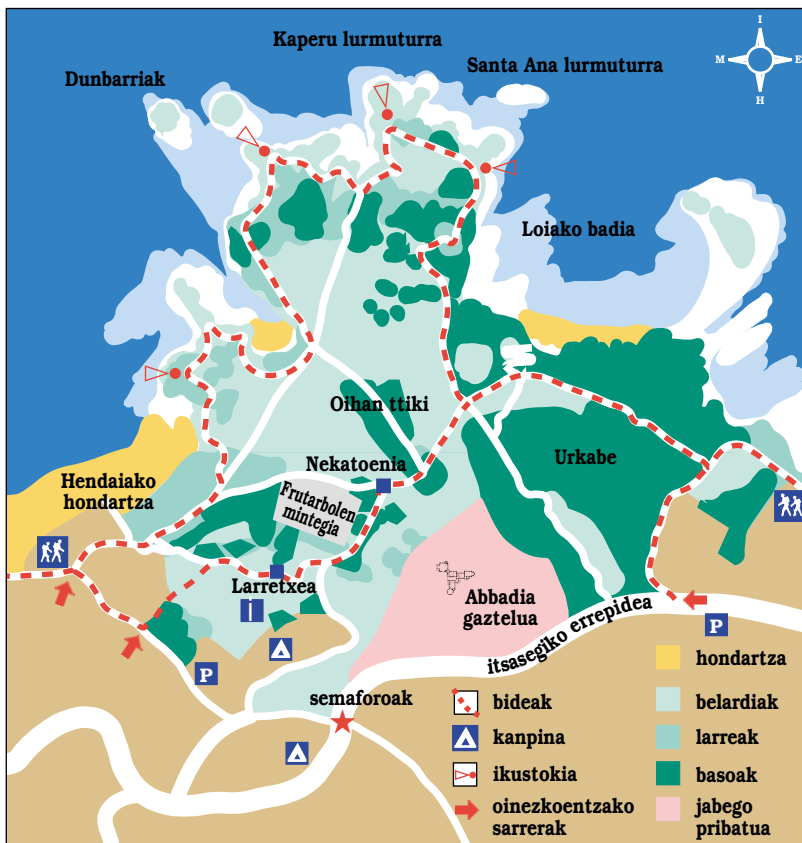 Kaperu lurmuturra
Dunbarriak
Santa Ana lurmuturra
I
M
E
H
Loiako badia
Oihan ttiki
Nekatoenia
Urkabe
Hendaiako
hondartza
Frutarbolen
mintegia
Larretxea
i
Abbadia
gaztelua
P
P
itsasegiko errepidea
semaforoak
bideak
kanpina
ikustokia
oinezkoentzako
sarrerak
hondartza
belardiak
larreak
basoak
jabego
pribatua